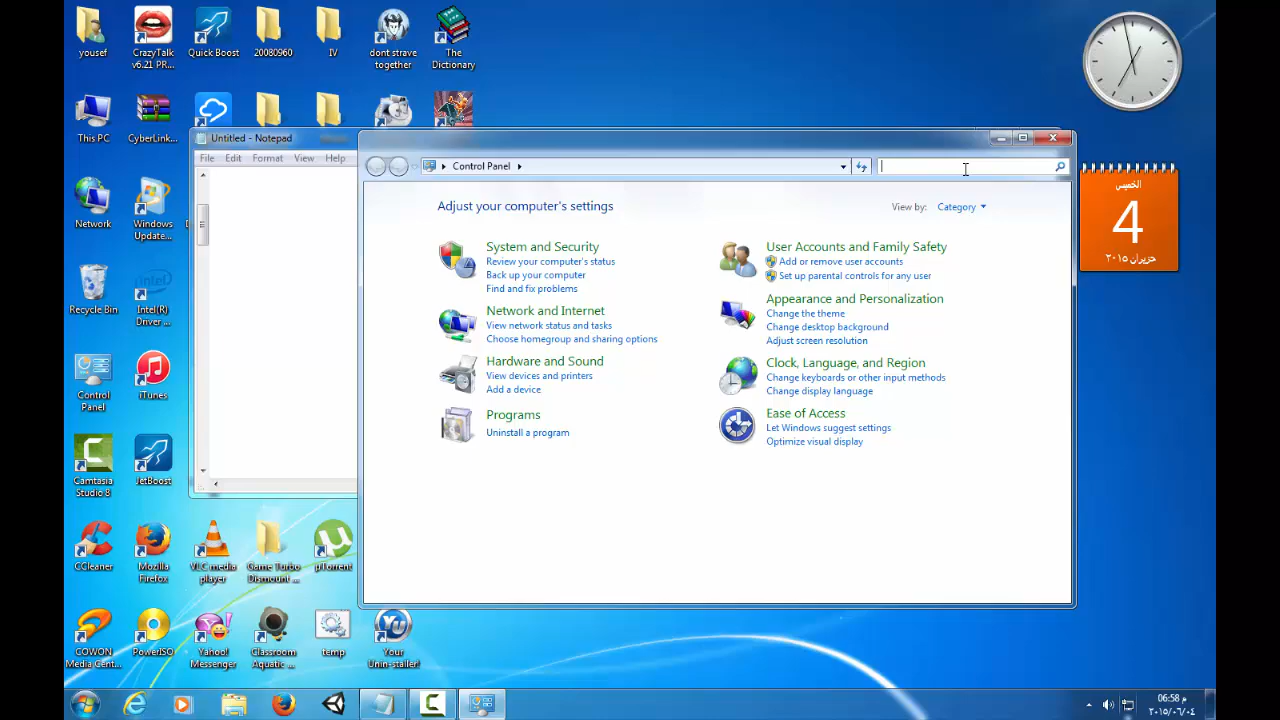 yousef
CrazyTalk
v6.21 PR...
Quick Boost
20080960
IV
dont strave
together
The
Dictionary
This PC
CyberLink...
Untitled - Notepad
File Edit Format View Help
Control Panel
Adjust your computer's settings
View by: Category
System and Security
Review your computer's status
Back up your computer
Find and fix problems
Network and Internet
View network status and tasks
Choose homegroup and sharing options
Hardware and Sound
View devices and printers
Add a device
Programs
Uninstall a program
User Accounts and Family Safety
Add or remove user accounts
Set up parental controls for any user
Appearance and Personalization
Change the theme
Change desktop background
Adjust screen resolution
Clock, Language, and Region
Change keyboards or other input methods
Change display language
Ease of Access
Let Windows suggest settings
Optimize visual display
الخميس
4
حزيران ٢٠١٥
Network
Windows
Update...
Recycle Bin
Intel(R)
Driver ...
Control
Panel
iTunes
Camtasia
Studio 8
JetBoost
CCleaner
Mozilla
Firefox
VLC media
player
Game Turbo
Dismount ...
µTorrent
COWON
Media Cent...
PowerISO
Yahoo!
Messenger
Classroom
Aquatic ...
temp
Your
Unin-staller!
06:58 م
٢٠١٥/٠٦/٠٤